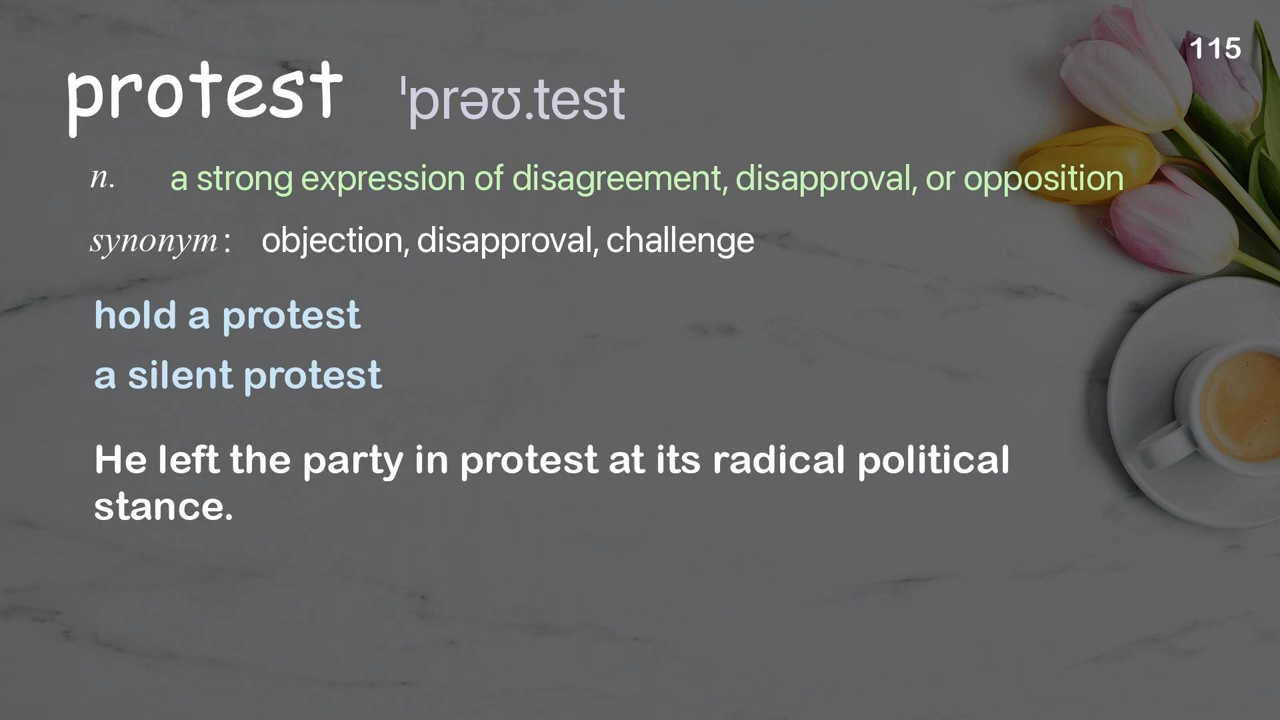 115
protest ˈprəʊ.test
n. a strong expression of disagreement, disapproval, or opposition
synonym: objection, disapproval, challenge
hold a protest
a silent protest
He left the party in protest at its radical political
stance.